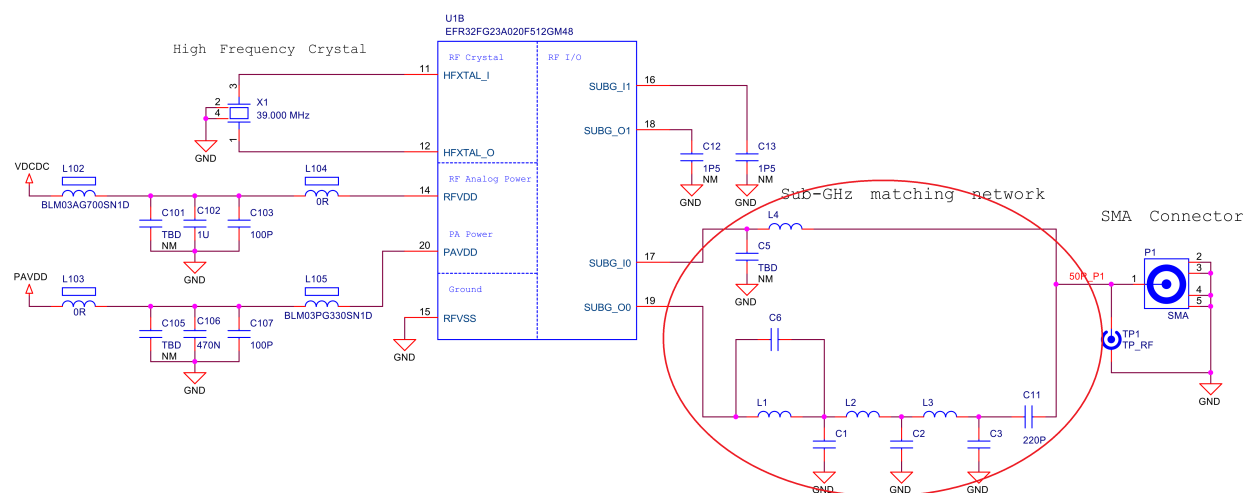 U1B
EFR32FG23A020F512GM48
High Frequency Crystal
RF Crystal
RF I/O
11
HFXTAL_I
3
2
4
X1
39.000 MHz
1
GND
12
HFXTAL_O
16
SUBG_I1
18
SUBG_O1
C12
1P5
NM
GND
C13
1P5
NM
GND
VDCDC
L102
BLM03AG700SN1D
C101
TBD
NM
C102
1U
C103
100P
GND
L104
0R
RF Analog Power
14
RFVDD
PA Power
20
PAVDD
PAVDD
L103
0R
C105
TBD
NM
C106
470N
C107
100P
GND
L105
BLM03PG330SN1D
Ground
15
RFVSS
GND
17
SUBG_I0
19
SUBG_O0
Sub-GHz matching network
L4
C5
TBD
NM
GND
C6
L1
L2
L3
C11
220P
C1
GND
C2
GND
C3
GND
SMA Connector
50R_P1
P1
1
2
3
4
5
SMA
TP1
TP_RF
GND